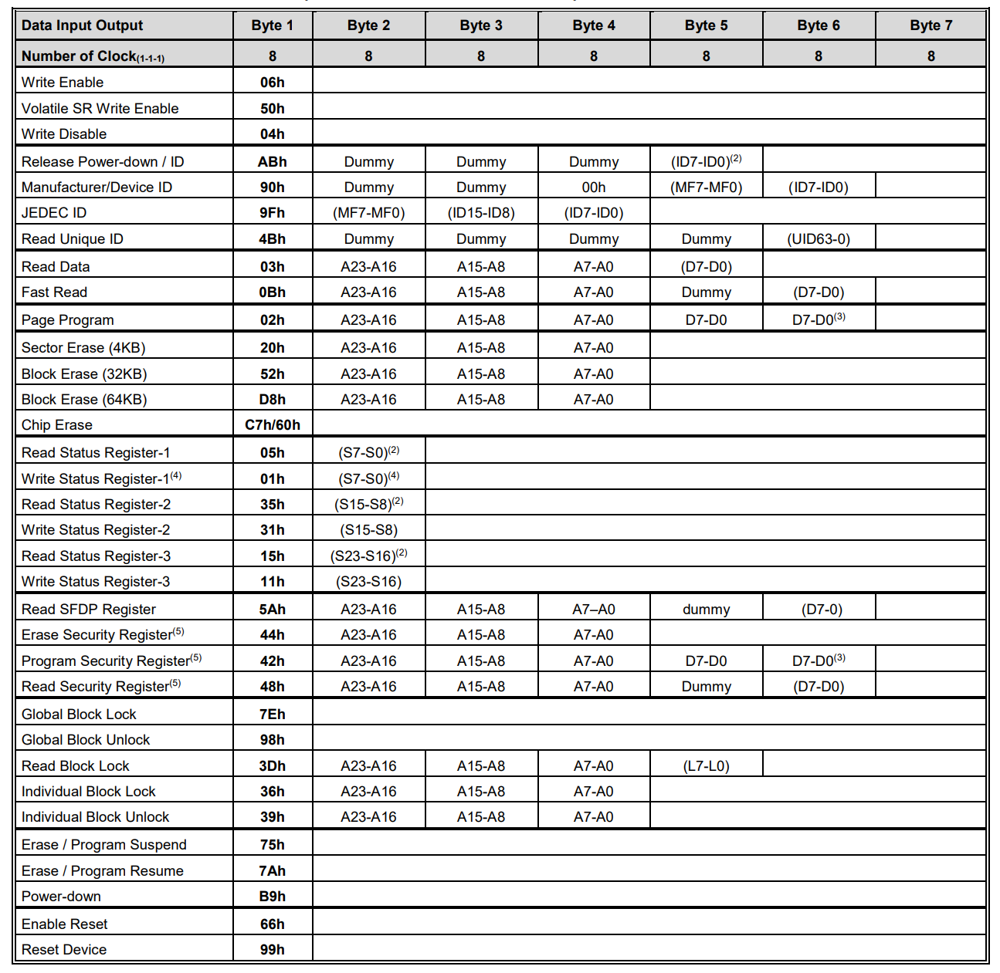 Data Input Output Byte 1 Byte 2 Byte 3 Byte 4 Byte 5 Byte 6 Byte 7
Number of Clock(1-1-1) 8 8 8 8 8 8 8
Write Enable 06h
Volatile SR Write Enable 50h
Write Disable 04h
Release Power-down / ID ABh Dummy Dummy Dummy (ID7-ID0)(2)
Manufacturer/Device ID 90h Dummy Dummy 00h (MF7-MF0) (ID7-ID0)
JEDEC ID 9Fh (MF7-MF0) (ID15-ID8) (ID7-ID0)
Read Unique ID 4Bh Dummy Dummy Dummy Dummy (UID63-0)
Read Data 03h A23-A16 A15-A8 A7-A0 (D7-D0)
Fast Read 0Bh A23-A16 A15-A8 A7-A0 Dummy (D7-D0)
Page Program 02h A23-A16 A15-A8 A7-A0 D7-D0 D7-D0(3)
Sector Erase (4KB) 20h A23-A16 A15-A8 A7-A0
Block Erase (32KB) 52h A23-A16 A15-A8 A7-A0
Block Erase (64KB) D8h A23-A16 A15-A8 A7-A0
Chip Erase C7h/60h
Read Status Register-1 05h (S7-S0)(2)
Write Status Register-1(4) 01h (S7-S0)(4)
Read Status Register-2 35h (S15-S8)(2)
Write Status Register-2 31h (S15-S8)
Read Status Register-3 15h (S23-S16)(2)
Write Status Register-3 11h (S23-S16)
Read SFDP Register 5Ah A23-A16 A15-A8 A7–A0 dummy (D7-0)
Erase Security Register(5) 44h A23-A16 A15-A8 A7-A0
Program Security Register(5) 42h A23-A16 A15-A8 A7-A0 D7-D0 D7-D0(3)
Read Security Register(5) 48h A23-A16 A15-A8 A7-A0 Dummy (D7-D0)
Global Block Lock 7Eh
Global Block Unlock 98h
Read Block Lock 3Dh A23-A16 A15-A8 A7-A0 (L7-L0)
Individual Block Lock 36h A23-A16 A15-A8 A7-A0
Individual Block Unlock 39h A23-A16 A15-A8 A7-A0
Erase / Program Suspend 75h
Erase / Program Resume 7Ah
Power-down B9h
Enable Reset 66h
Reset Device 99h